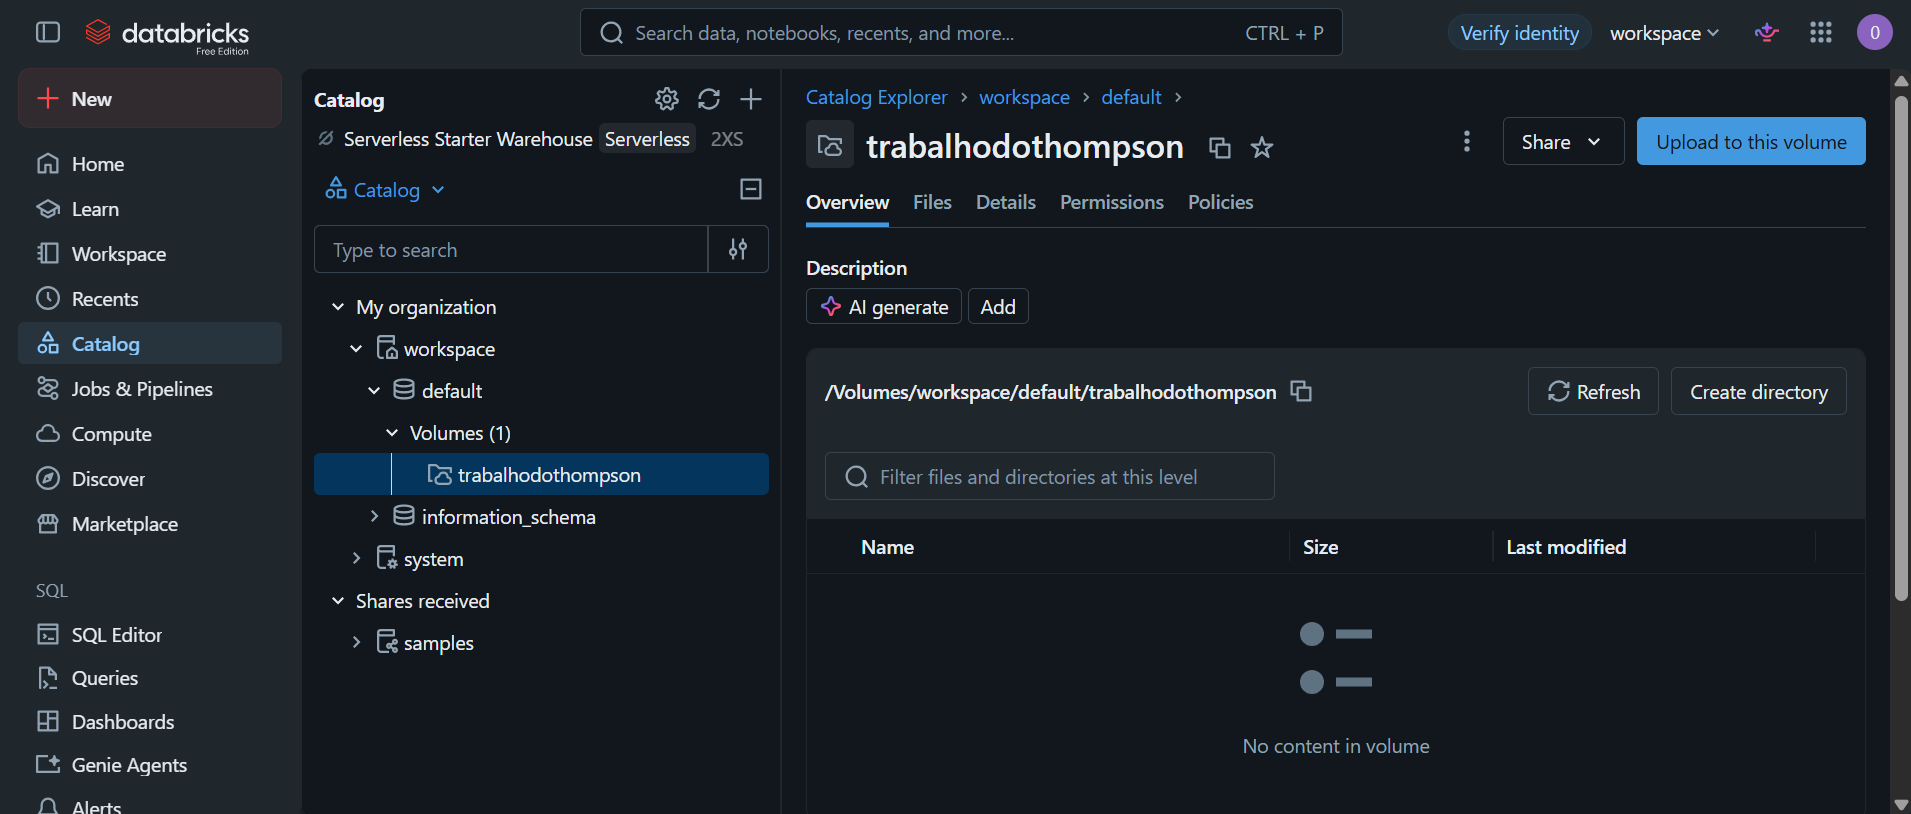 databricks
Free Edition
Search data, notebooks, recents, and more...
CTRL + P
Verify identity
workspace
O
New
Home
Learn
Workspace
Recents
Catalog
Jobs & Pipelines
Compute
Discover
Marketplace
SQL
SQL Editor
Queries
Dashboards
Genie Agents
Alerts
Catalog
Serverless Starter Warehouse Serverless 2XS
Catalog
Type to search
My organization
workspace
default
Volumes (1)
trabalhodothompson
information_schema
system
Shares received
samples
Catalog Explorer > workspace > default >
trabalhodothompson
Share
Upload to this volume
Overview Files Details Permissions Policies
Description
AI generate Add
/Volumes/workspace/default/trabalhodothompson
Refresh
Create directory
Filter files and directories at this level
Name Size Last modified
No content in volume